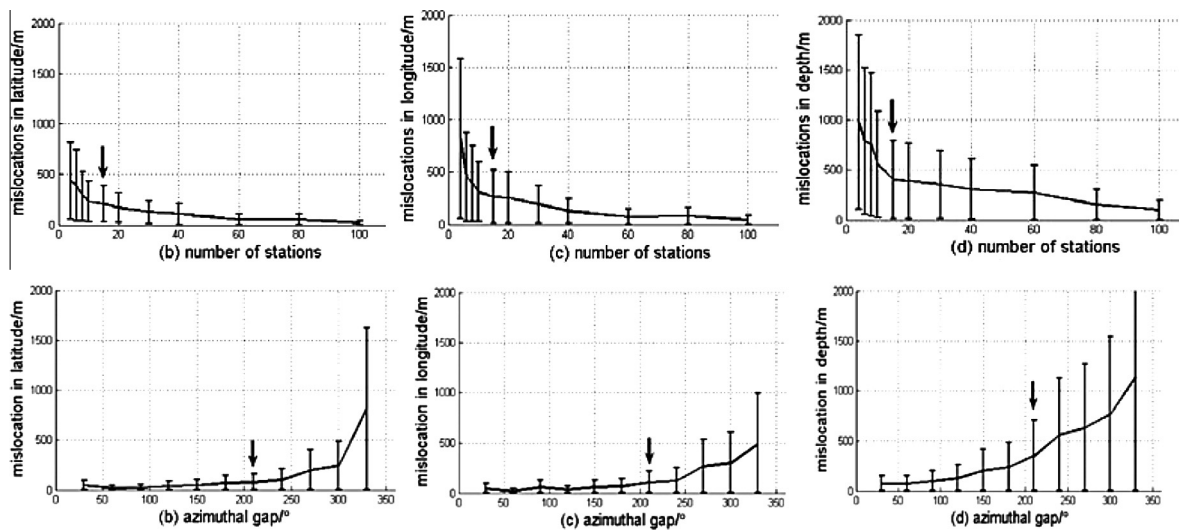 mislocations in latitude/m
2000
1500
1000
500
0
0 20 40 60 80 100
(b) number of stations
mislocations in longitude/m
2000
1500
1000
500
0
0 20 40 60 80 100
(c) number of stations
mislocations in depth/m
2000
1500
1000
500
0
0 20 40 60 80 100
(d) number of stations
mislocation in latitude/m
2000
1500
1000
500
0
0 50 100 150 200 250 300 350
(b) azimuthal gap/°
mislocation in longitude/m
2000
1500
1000
500
0
0 50 100 150 200 250 300 350
(c) azimuthal gap/°
mislocation in depth/m
2000
1500
1000
500
0
0 50 100 150 200 250 300 350
(d) azimuthal gap/°